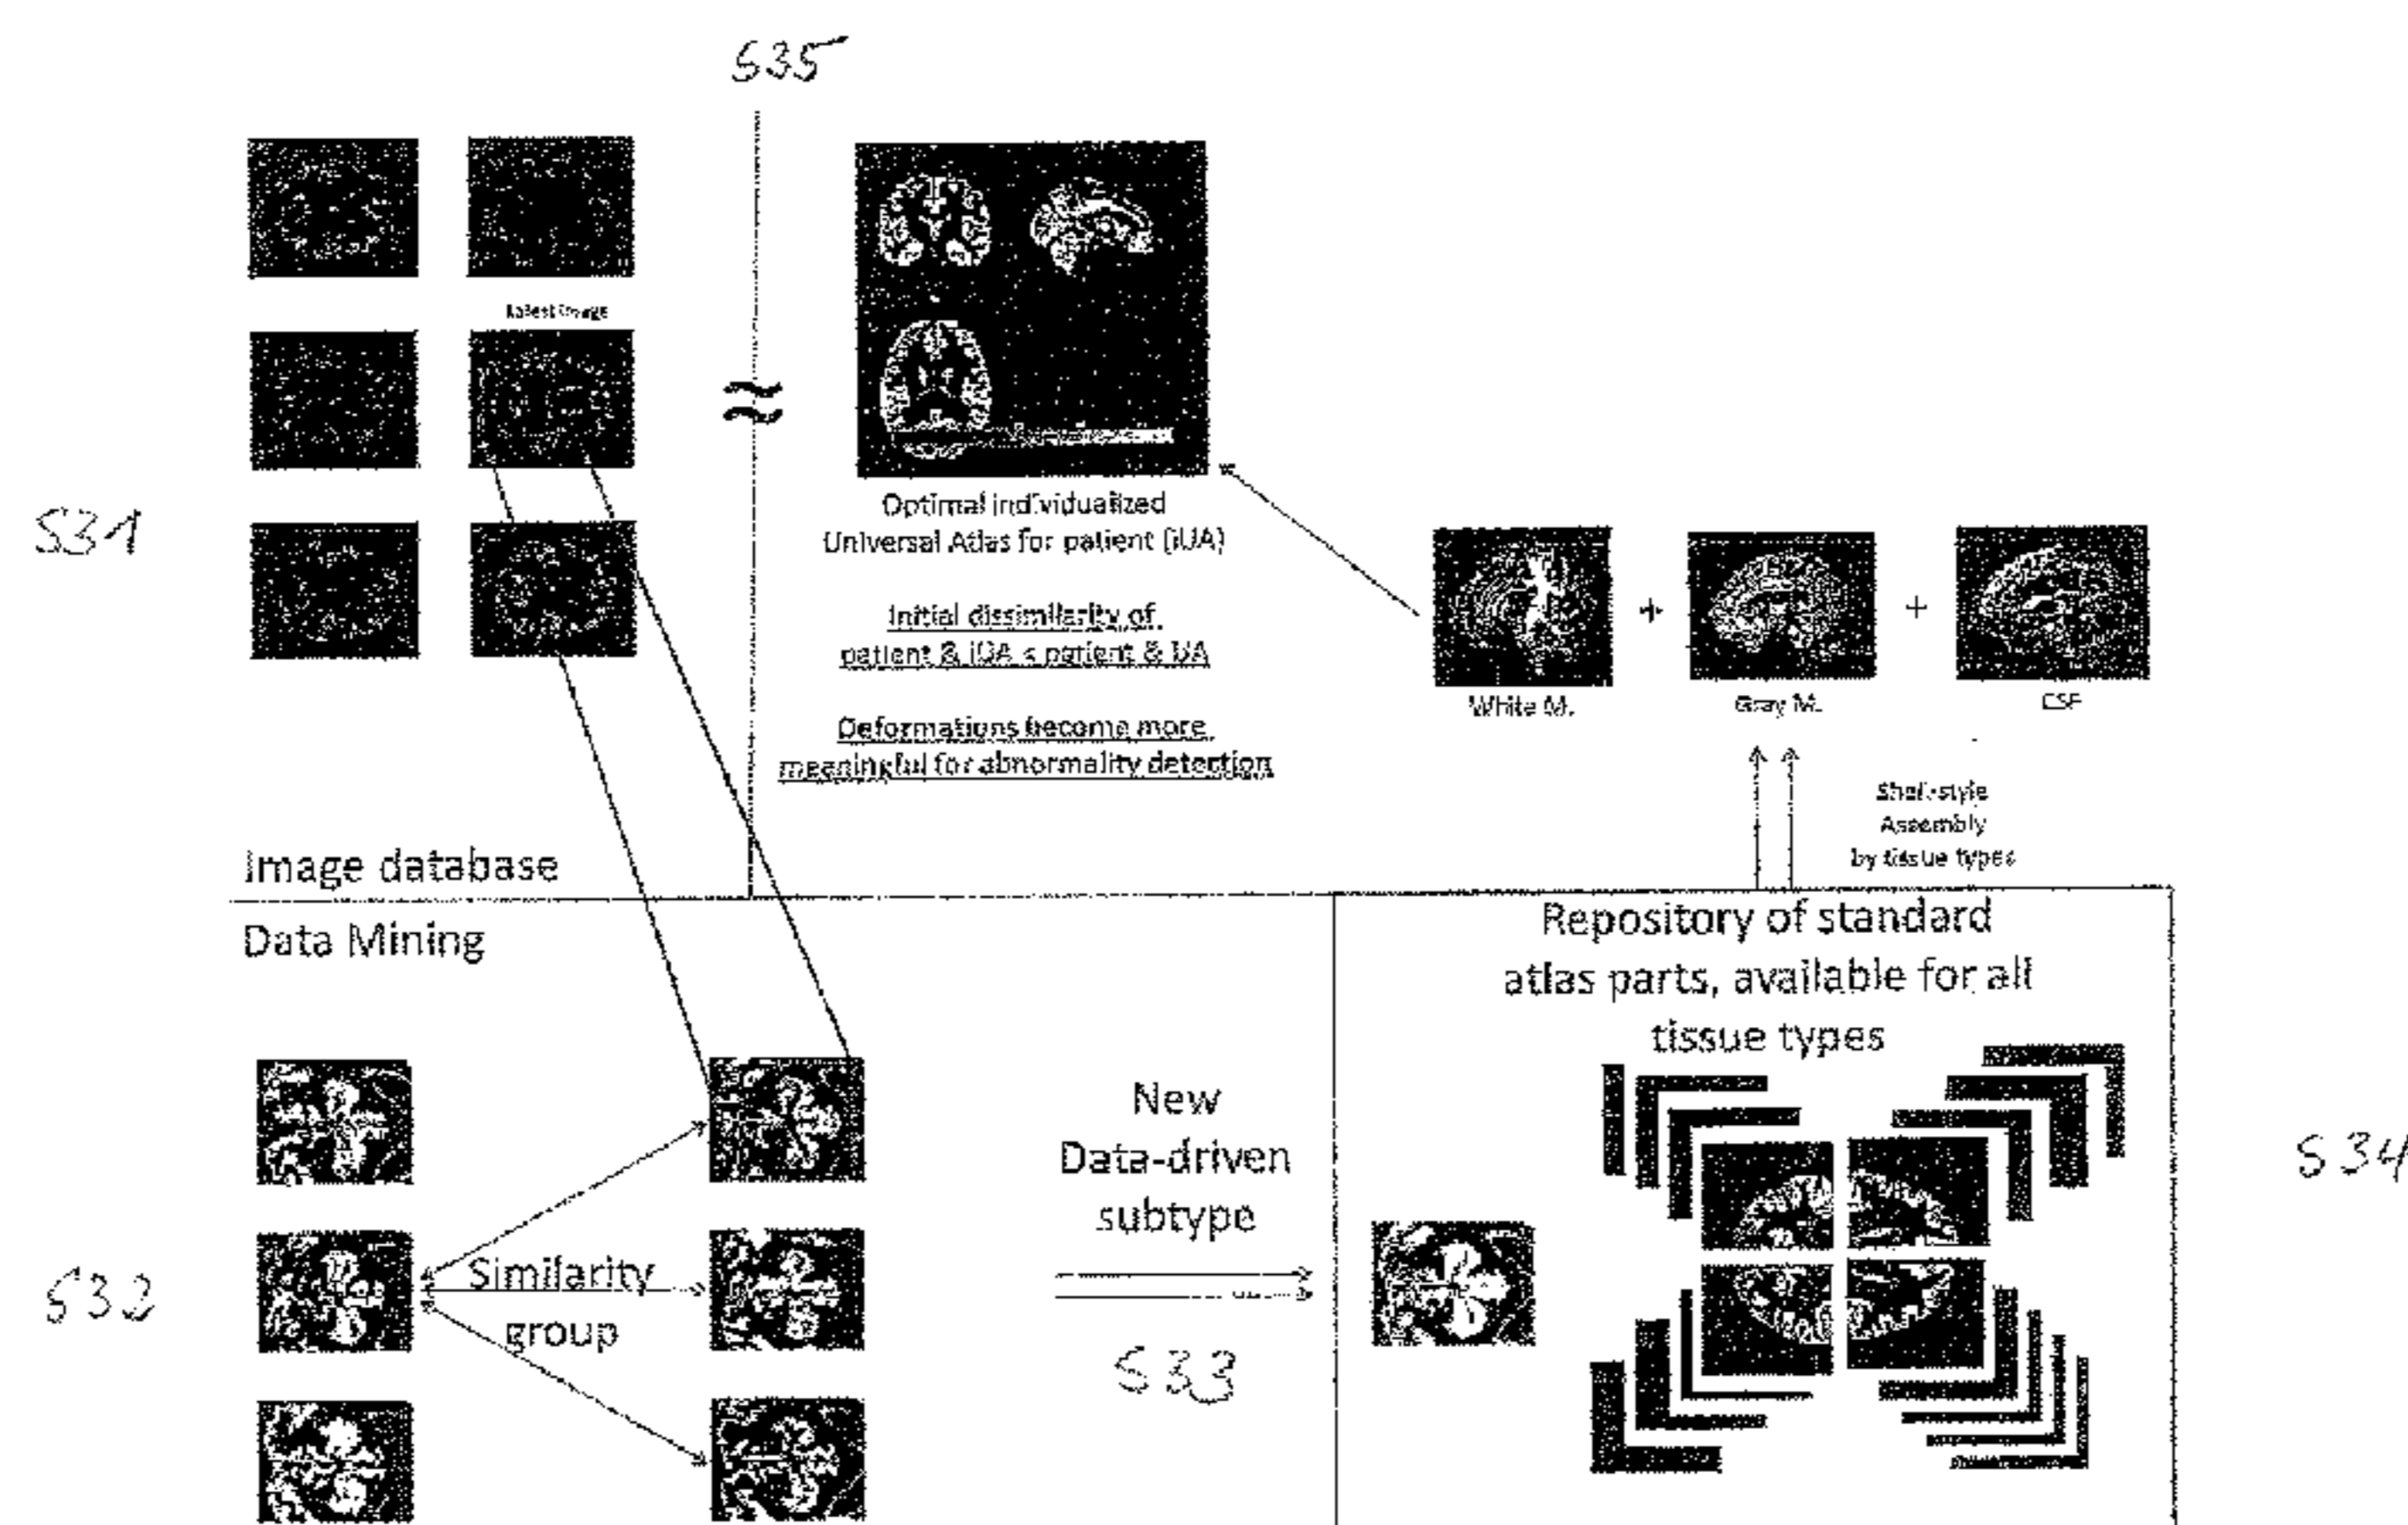 S35
Latest image
Optimal individualized
Universal Atlas for patient (iUA)
S31
Initial dissimilarity of
patient & iUA < patient & UA
White M.
+
Gray M.
+
CSF
Deformations become more
meaningful for abnormality detection
Shell-style
Assembly
by tissue types
Image database
Data Mining
Repository of standard
atlas parts, available for all
tissue types
New
Data-driven
subtype
S34
Similarity
group
S32
S33
≈